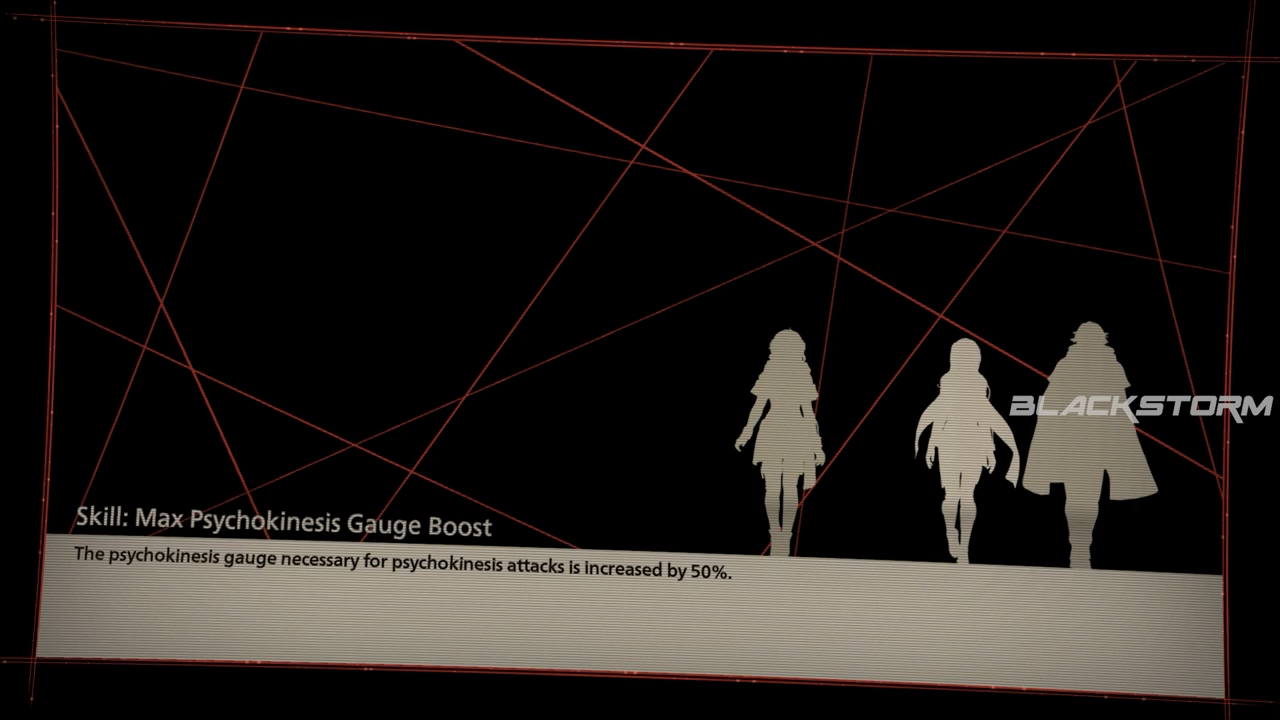 BLACKSTORM
Skill: Max Psychokinesis Gauge Boost
The psychokinesis gauge necessary for psychokinesis attacks is increased by 50%.